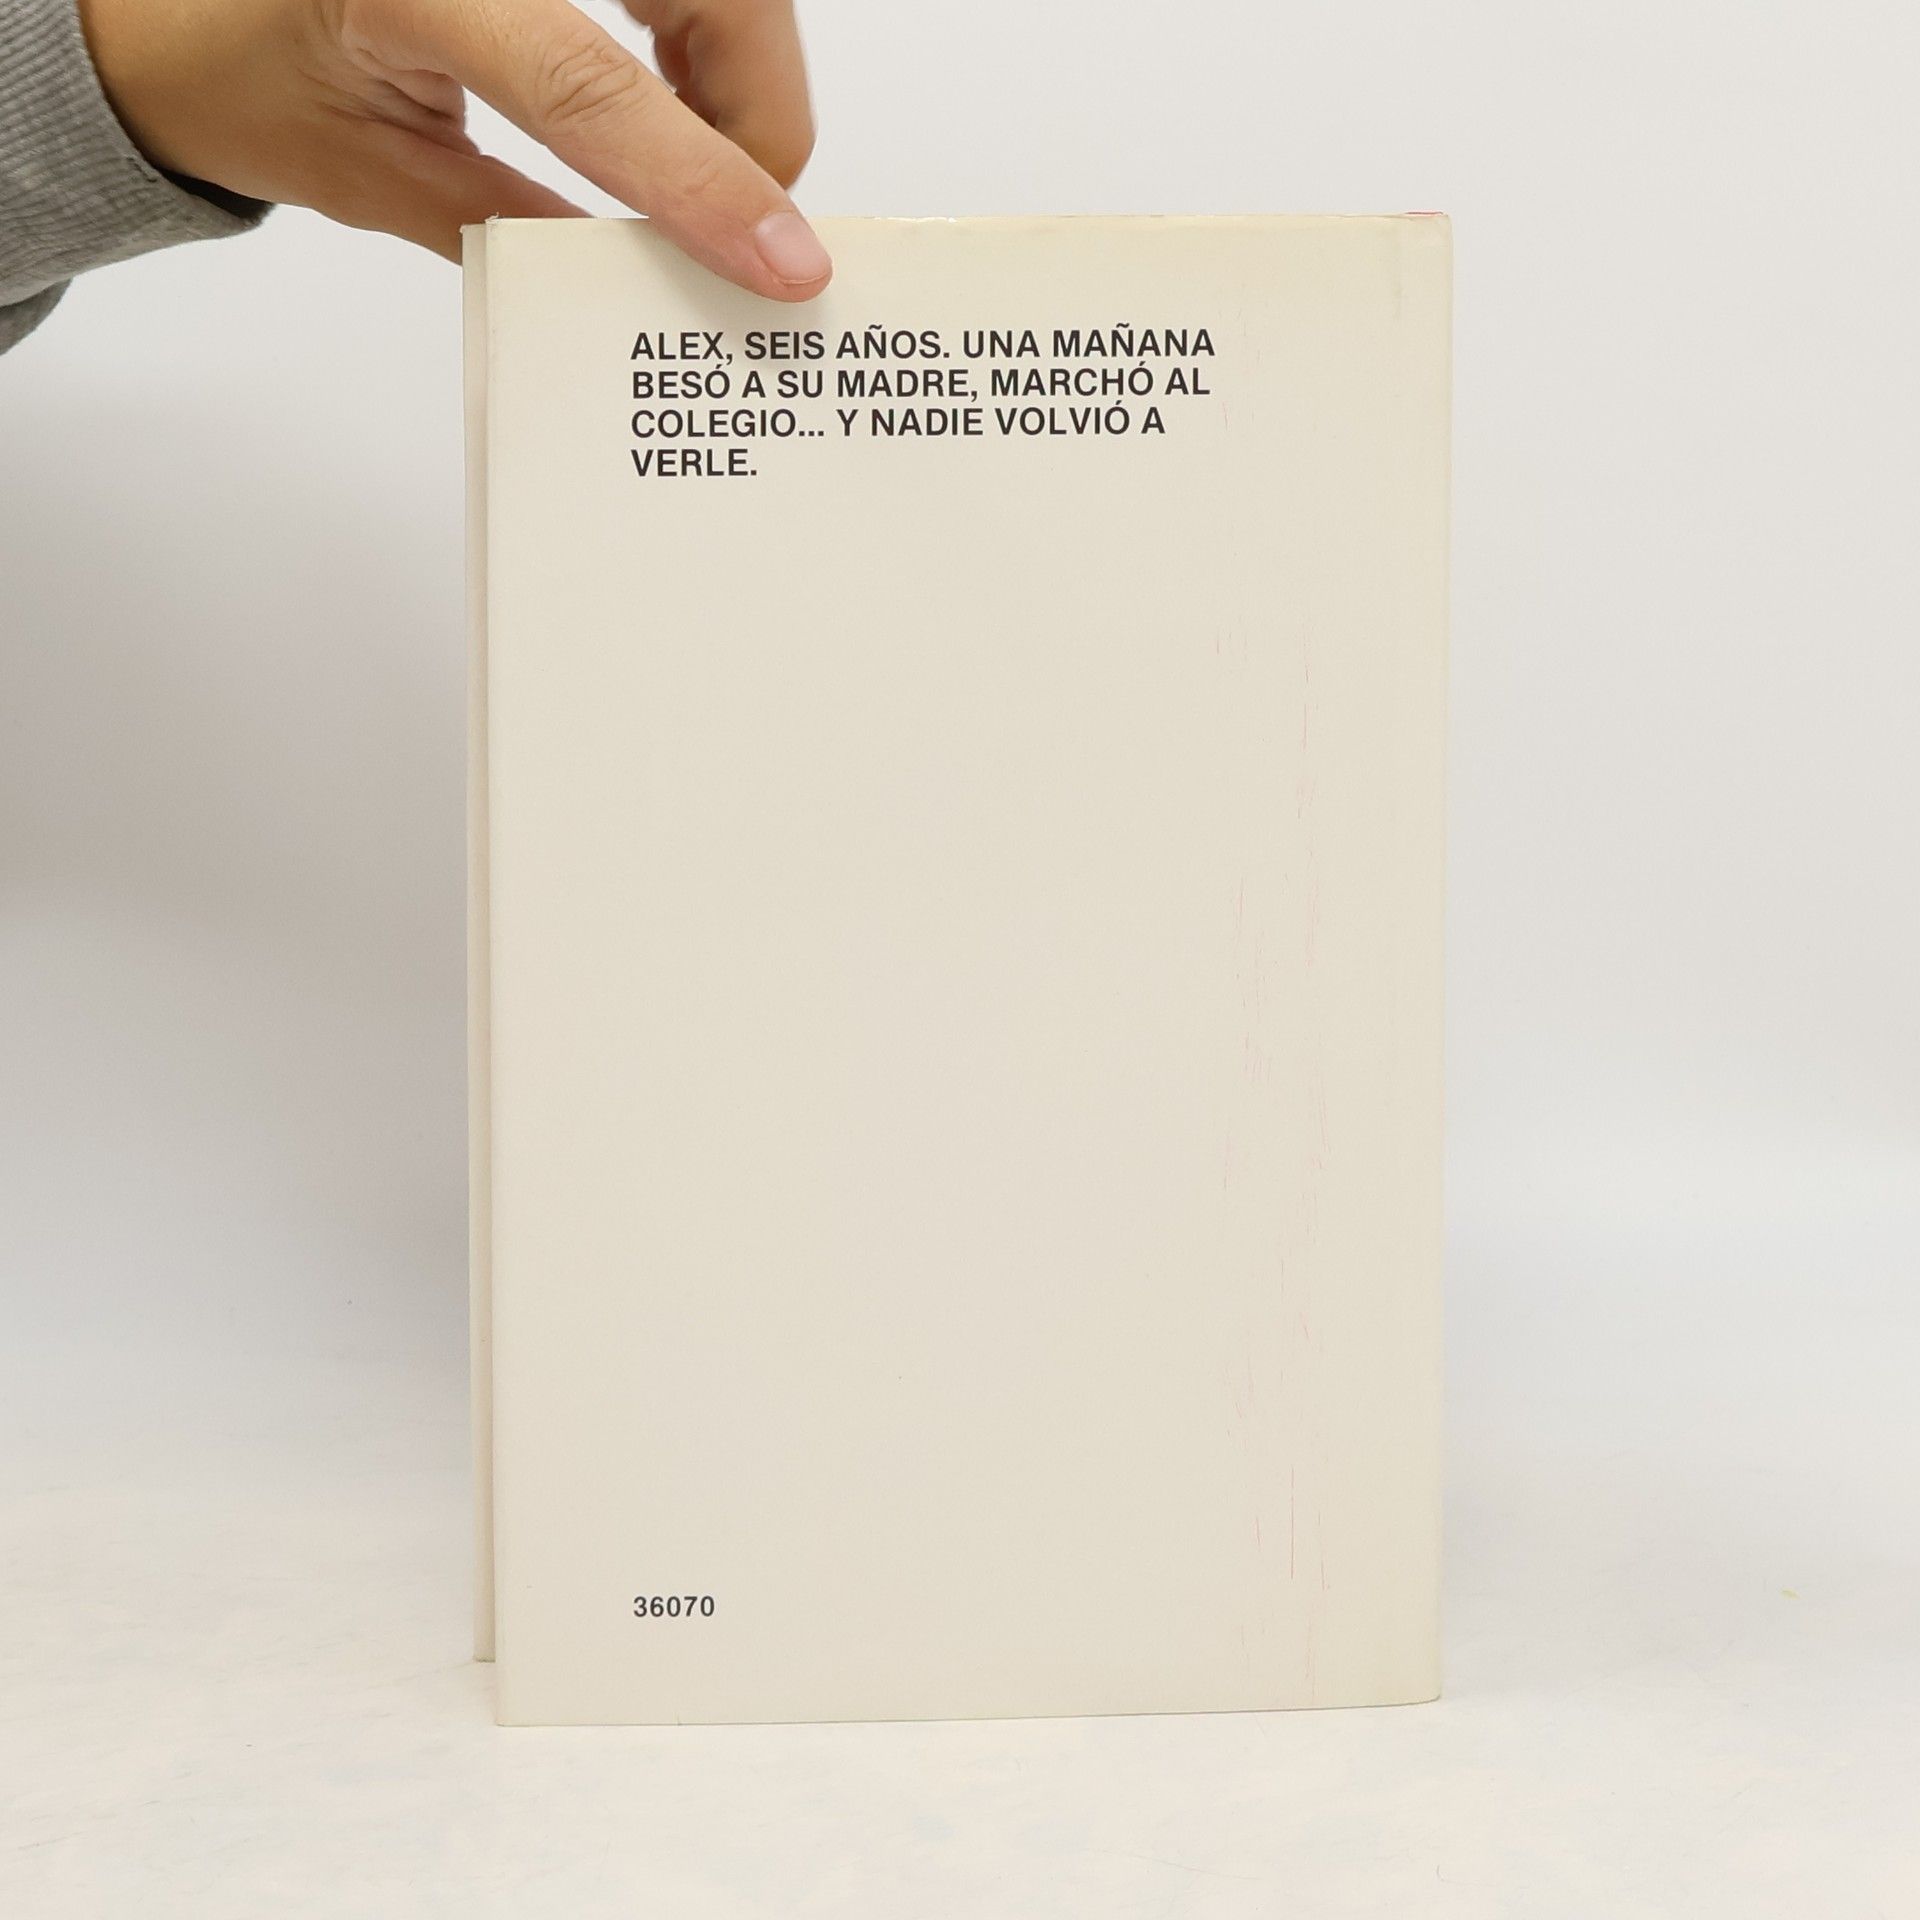 ALEX, SEIS AÑOS. UNA MAÑANA
BESÓ A SU MADRE, MARCHÓ AL
COLEGIO... Y NADIE VOLVIÓ A
VERLE.
36070